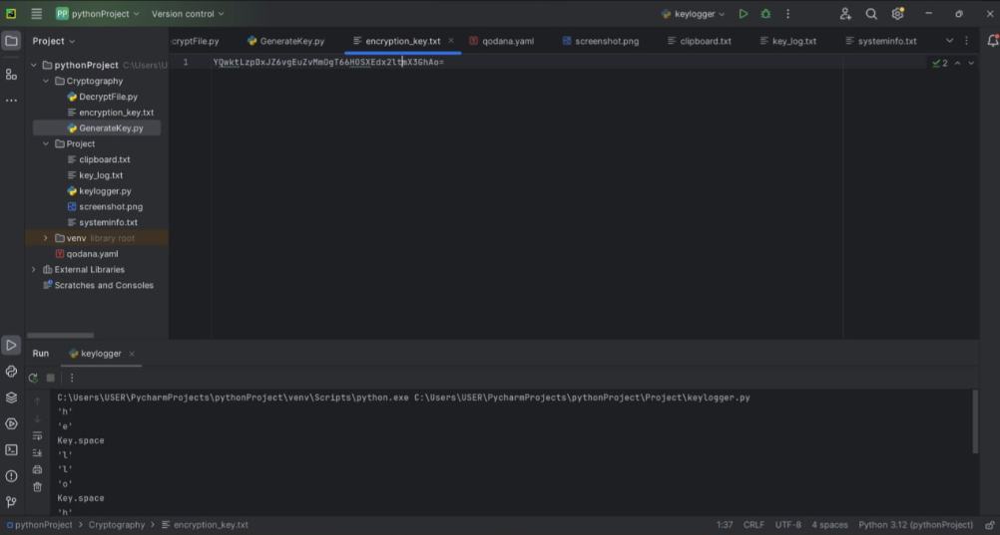 PP pythonProject Version control keylogger
Project
cryptFile.py GenerateKey.py encryption_key.txt qodana.yaml screenshot.png clipboard.txt key_log.txt systeminfo.txt
pythonProject C:\Users\U
Cryptography
DecryptFile.py
encryption_key.txt
GenerateKey.py
Project
clipboard.txt
key_log.txt
keylogger.py
screenshot.png
systeminfo.txt
venv library root
qodana.yaml
External Libraries
Scratches and Consoles
1 YQwktLzpDxJZ6vgEuZvMmOgT66HOSXEdx2ltmX3GhAo=
2
Run keylogger
C:\Users\USER\PycharmProjects\pythonProject\venv\Scripts\python.exe C:\Users\USER\PycharmProjects\pythonProject\Project\keylogger.py
'h'
'e'
Key.space
'l'
'l'
'o'
Key.space
'h'
pythonProject > Cryptography > encryption_key.txt 1:37 CRLF UTF-8 4 spaces Python 3.12 (pythonProject)